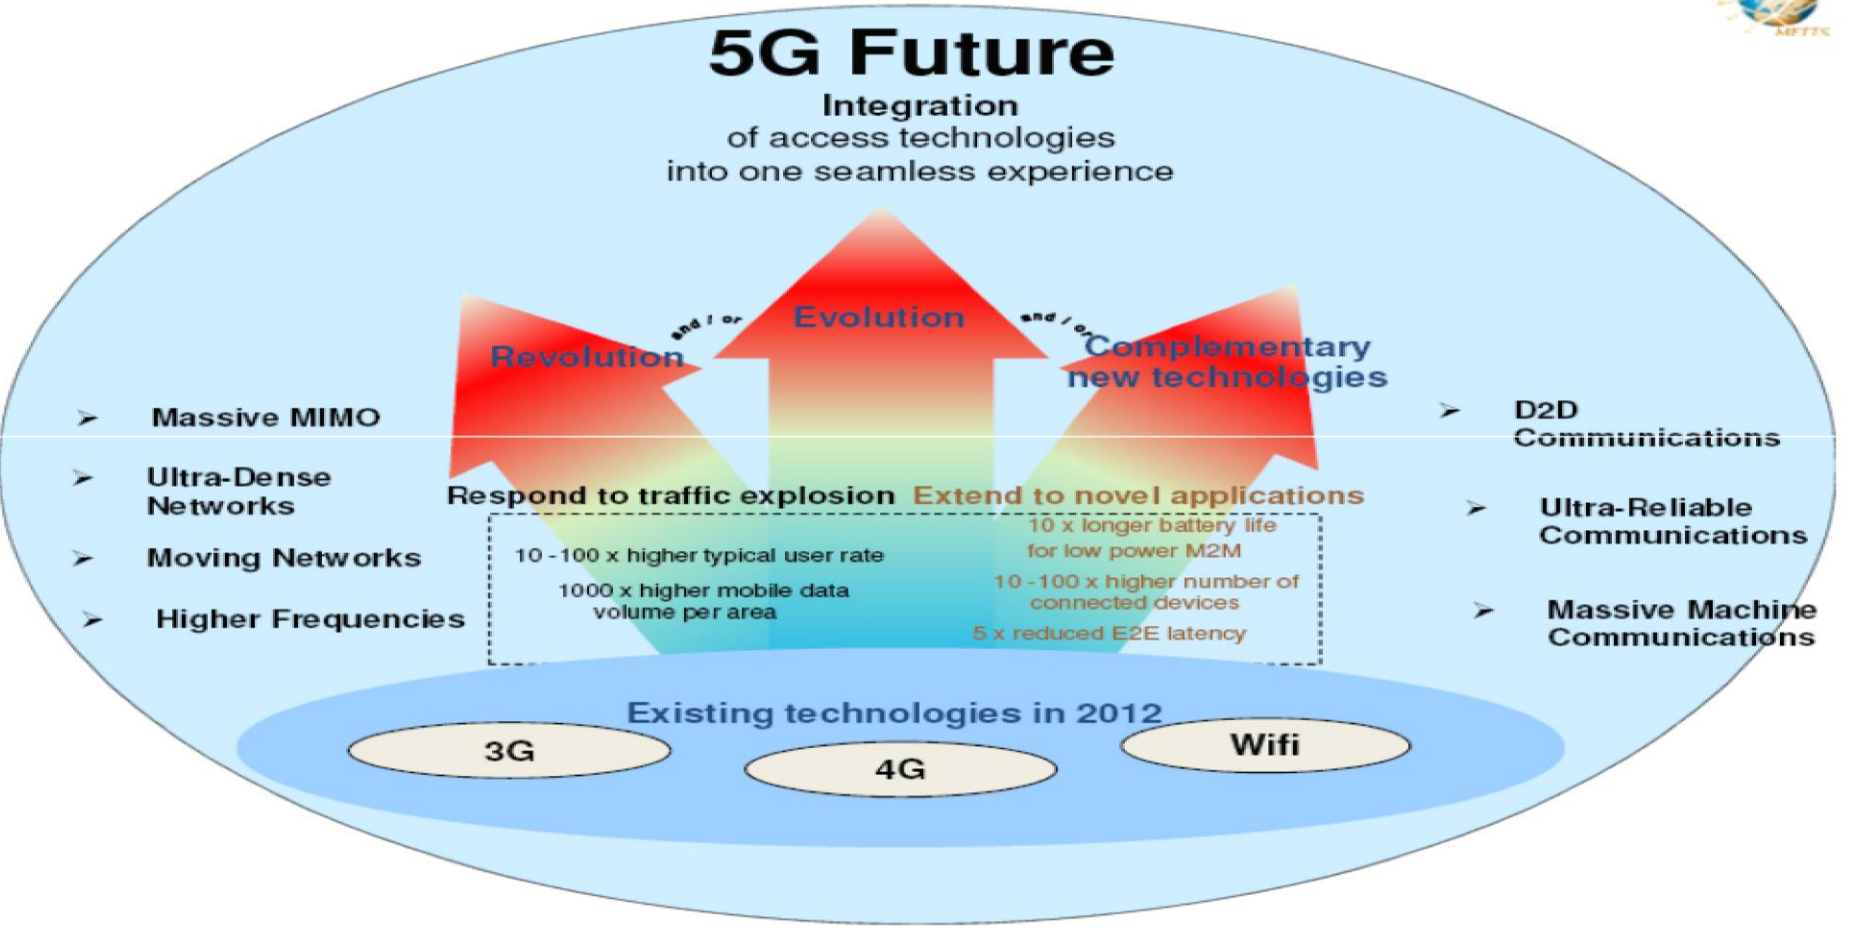 5G Future
Integration
of access technologies
into one seamless experience
and / or
Evolution
and / or
Revolution
Complementary
new technologies
Massive MIMO
Ultra-Dense
Networks
Moving Networks
Higher Frequencies
Respond to traffic explosion
10 -100 x higher typical user rate
1000 x higher mobile data
volume per area
Extend to novel applications
10 x longer battery life
for low power M2M
10 -100 x higher number of
connected devices
5 x reduced E2E latency
D2D
Communications
Ultra-Reliable
Communications
Massive Machine
Communications
Existing technologies in 2012
3G
4G
Wifi